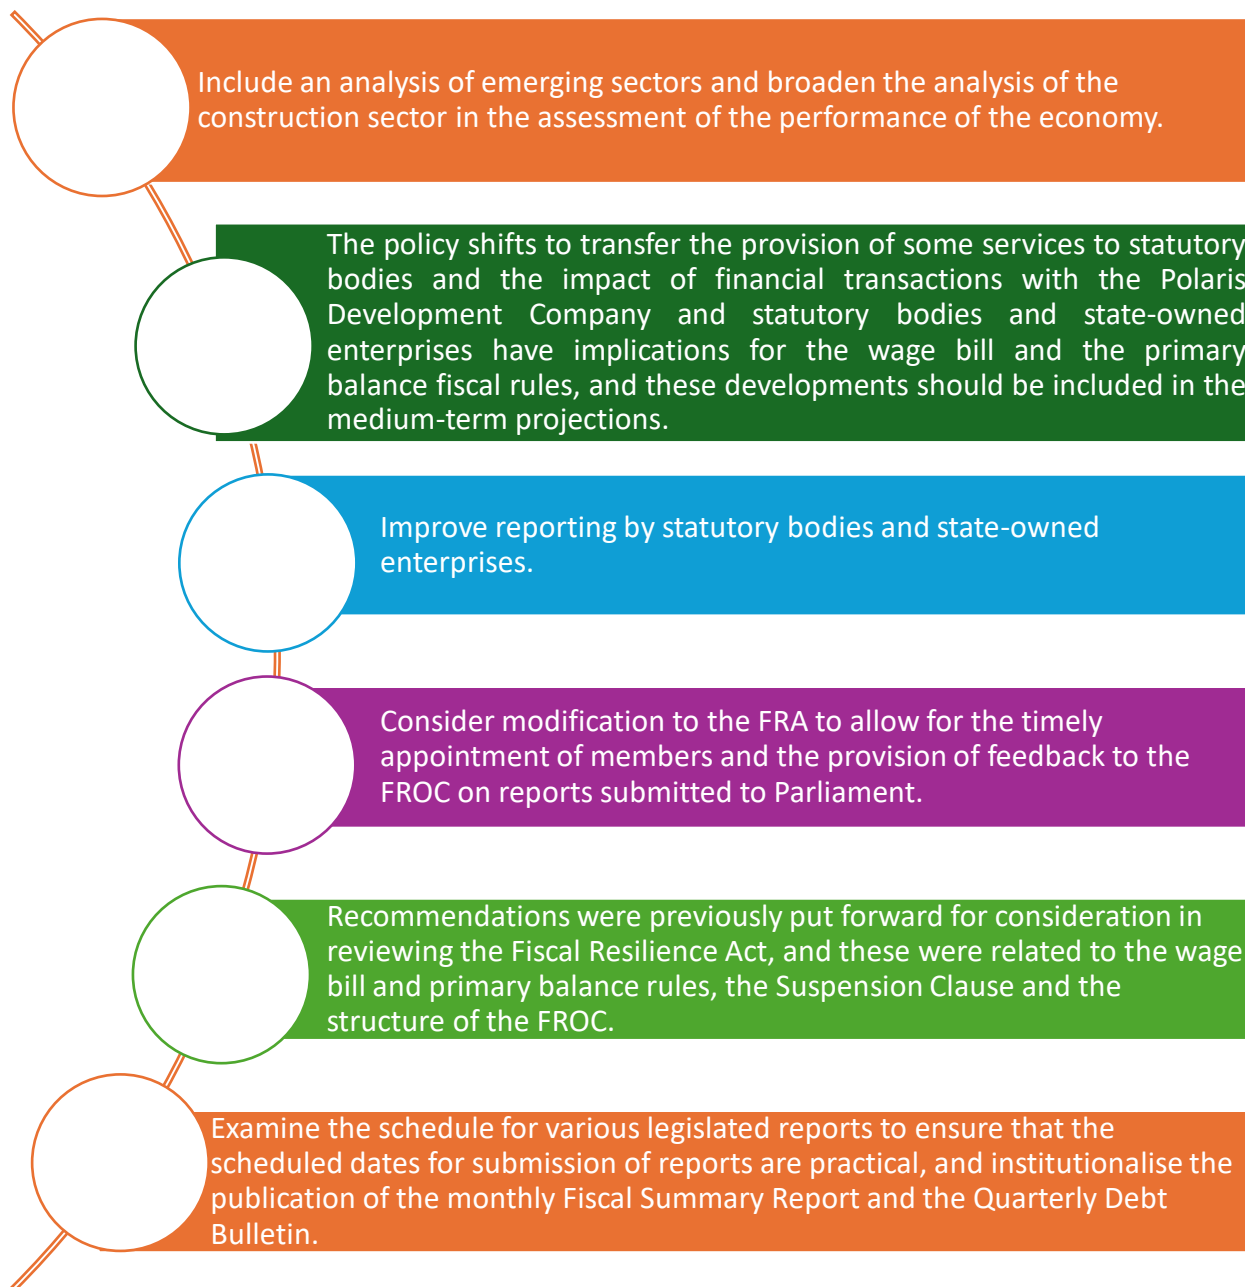 Include an analysis of emerging sectors and broaden the analysis of the
construction sector in the assessment of the performance of the economy.
The policy shifts to transfer the provision of some services to statutory
bodies and the impact of financial transactions with the Polaris
Development Company and statutory bodies and state-owned
enterprises have implications for the wage bill and the primary
balance fiscal rules, and these developments should be included in the
medium-term projections.
Improve reporting by statutory bodies and state-owned
enterprises.
Consider modification to the FRA to allow for the timely
appointment of members and the provision of feedback to the
FROC on reports submitted to Parliament.
Recommendations were previously put forward for consideration in
reviewing the Fiscal Resilience Act, and these were related to the wage
bill and primary balance rules, the Suspension Clause and the
structure of the FROC.
Examine the schedule for various legislated reports to ensure that the
scheduled dates for submission of reports are practical, and institutionalise the
publication of the monthly Fiscal Summary Report and the Quarterly Debt
Bulletin.